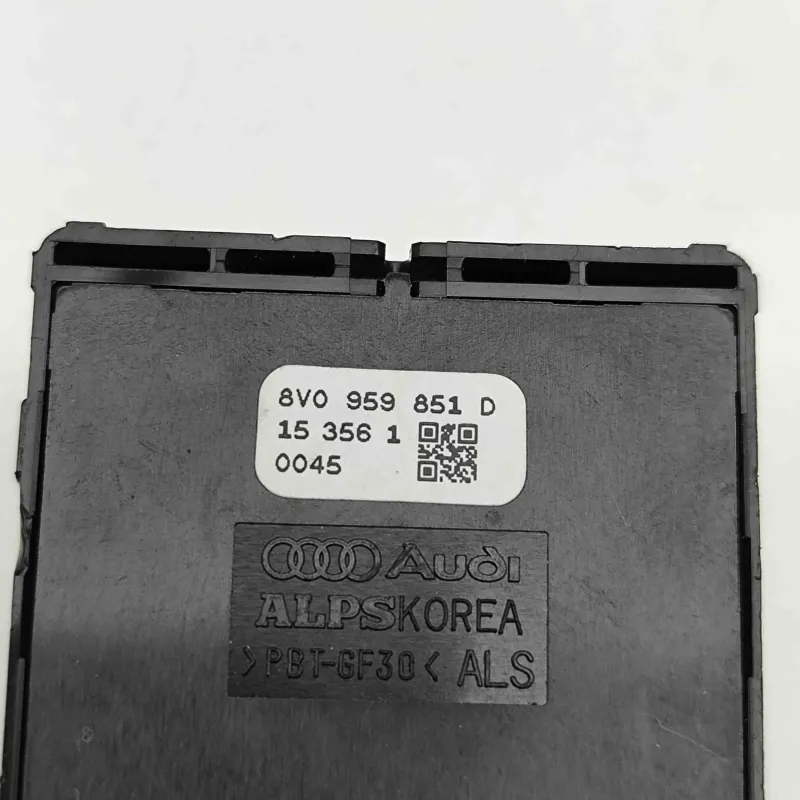 8V0 959 851 D
15 356 1
0045
Audi
ALPSKOREA
>PBT-GF30< ALS